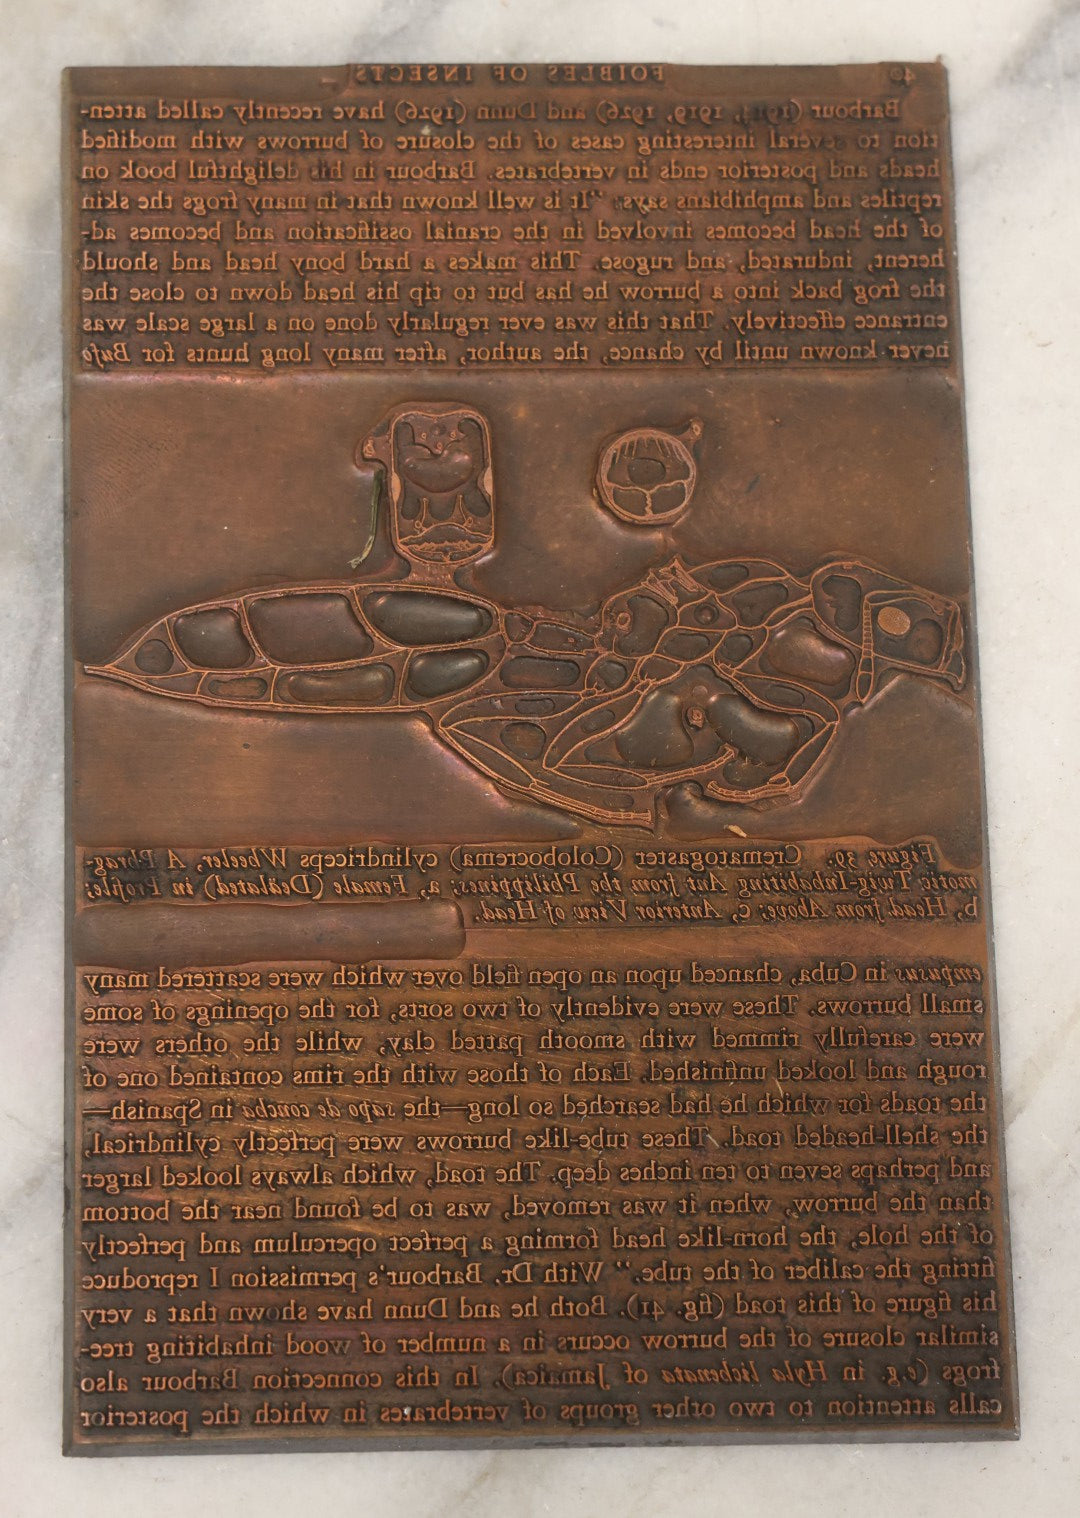 42 FOIBLES OF INSECTS
Barbour (1914, 1919, 1926) and Dunn (1926) have recently called atten-
tion to several interesting cases of the closure of burrows with modified
heads and posterior ends in vertebrates. Barbour in his delightful book on
reptiles and amphibians says: "It is well known that in many frogs the skin
of the head becomes involved in the cranial ossification and becomes ad-
herent, indurated, and rugose. This makes a hard bony head and should
the frog back into a burrow he has but to tip his head down to close the
entrance effectively. That this was ever regularly done on a large scale was
never known until by chance, the author, after many long hunts for Bufo
Figure 39. Crematogaster (Colobocrema) cylindriceps Wheeler, A Phrag-
motic Twig-Inhabiting Ant from the Philippines; a, Female (Deälated) in Profile;
b, Head from Above; c, Anterior View of Head.
empusus in Cuba, chanced upon an open field over which were scattered many
small burrows. These were evidently of two sorts, for the openings of some
were carefully rimmed with smooth patted clay, while the others were
rough and looked unfinished. Each of those with the rims contained one of
the toads for which he had searched so long—the sapo de concha in Spanish—
the shell-headed toad. These tube-like burrows were perfectly cylindrical,
and perhaps seven to ten inches deep. The toad, which always looked larger
than the burrow, when it was removed, was to be found near the bottom
of the hole, the horn-like head forming a perfect operculum and perfectly
fitting the caliber of the tube." With Dr. Barbour's permission I reproduce
his figure of this toad (fig. 41). Both he and Dunn have shown that a very
similar closure of the burrow occurs in a number of wood inhabiting tree-
frogs (e.g. in Hyla lichenata of Jamaica). In this connection Barbour also
calls attention to two other groups of vertebrates in which the posterior